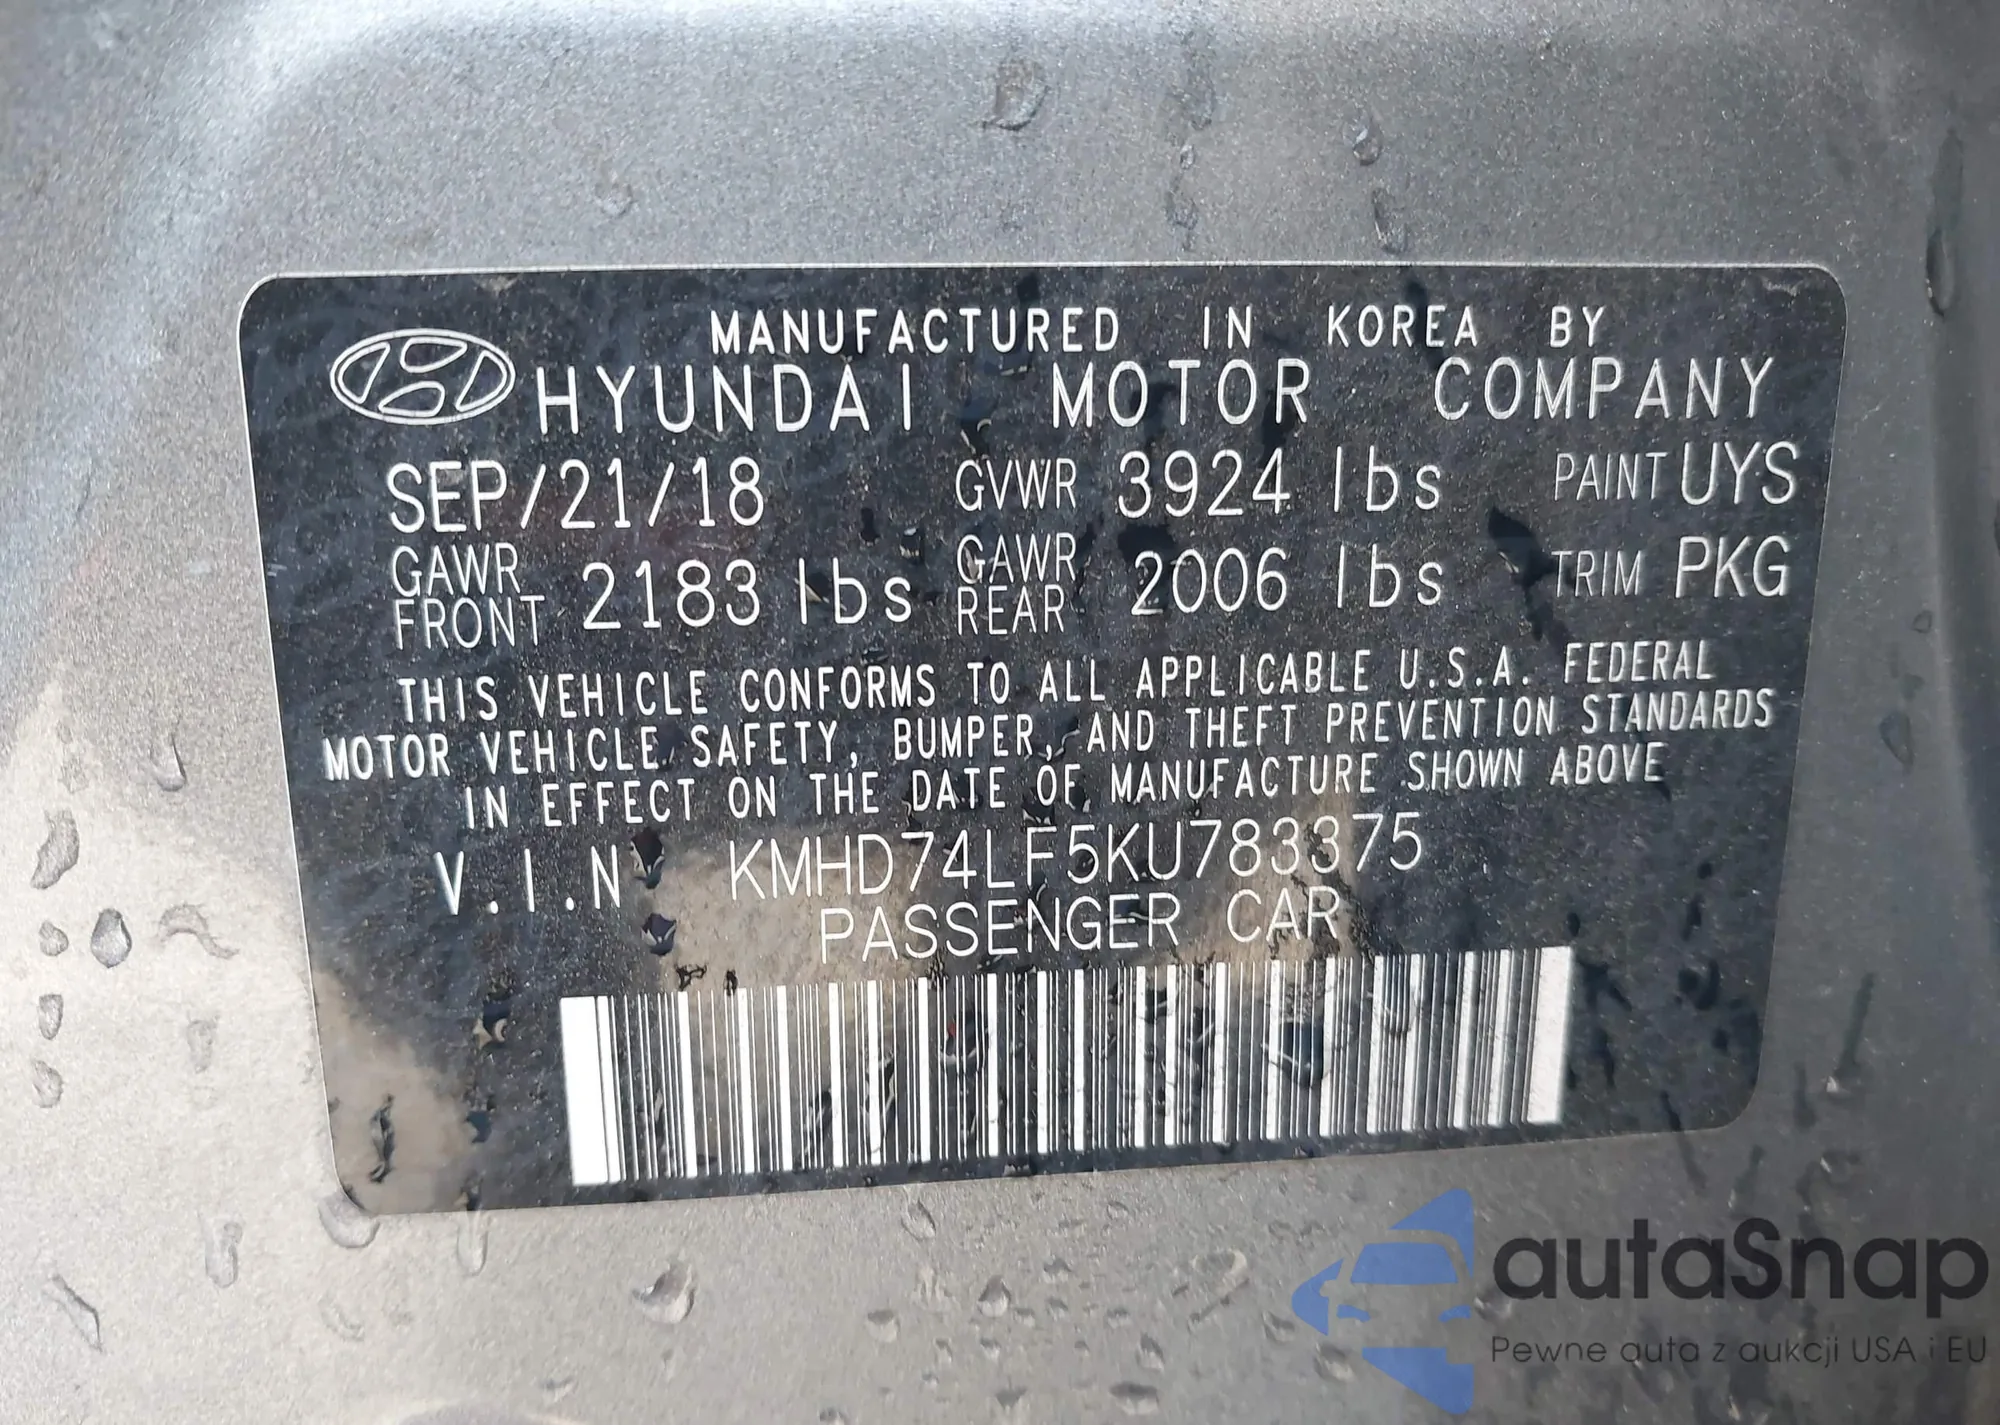 MANUFACTURED IN KOREA BY
HYUNDAI MOTOR COMPANY
SEP/21/18 GVWR 3924 lbs PAINT UYS
GAWR FRONT 2183 lbs GAWR REAR 2006 lbs TRIM PKG
THIS VEHICLE CONFORMS TO ALL APPLICABLE U.S.A. FEDERAL
MOTOR VEHICLE SAFETY, BUMPER, AND THEFT PREVENTION STANDARDS
IN EFFECT ON THE DATE OF MANUFACTURE SHOWN ABOVE
V.I.N KMHD74LF5KU783375
PASSENGER CAR
autaSnap
Pewne auta z aukcji USA i EU